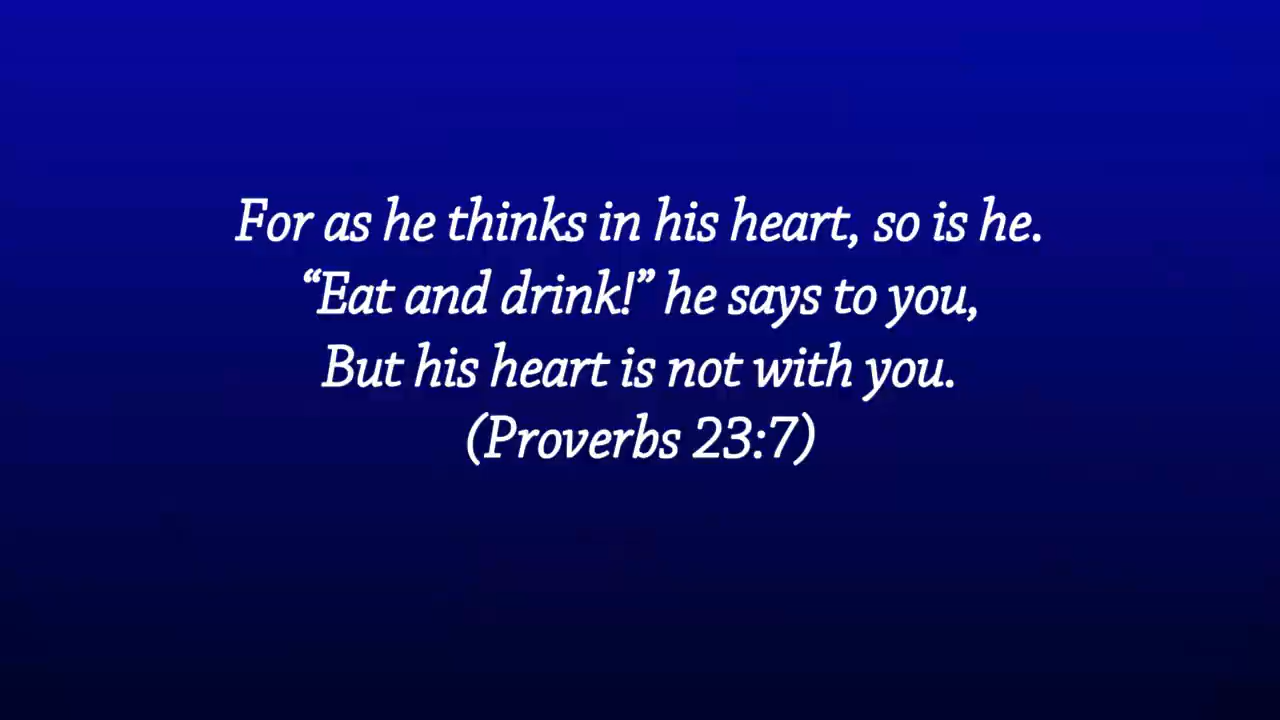 For as he thinks in his heart, so is he.
“Eat and drink!” he says to you,
But his heart is not with you.
(Proverbs 23:7)